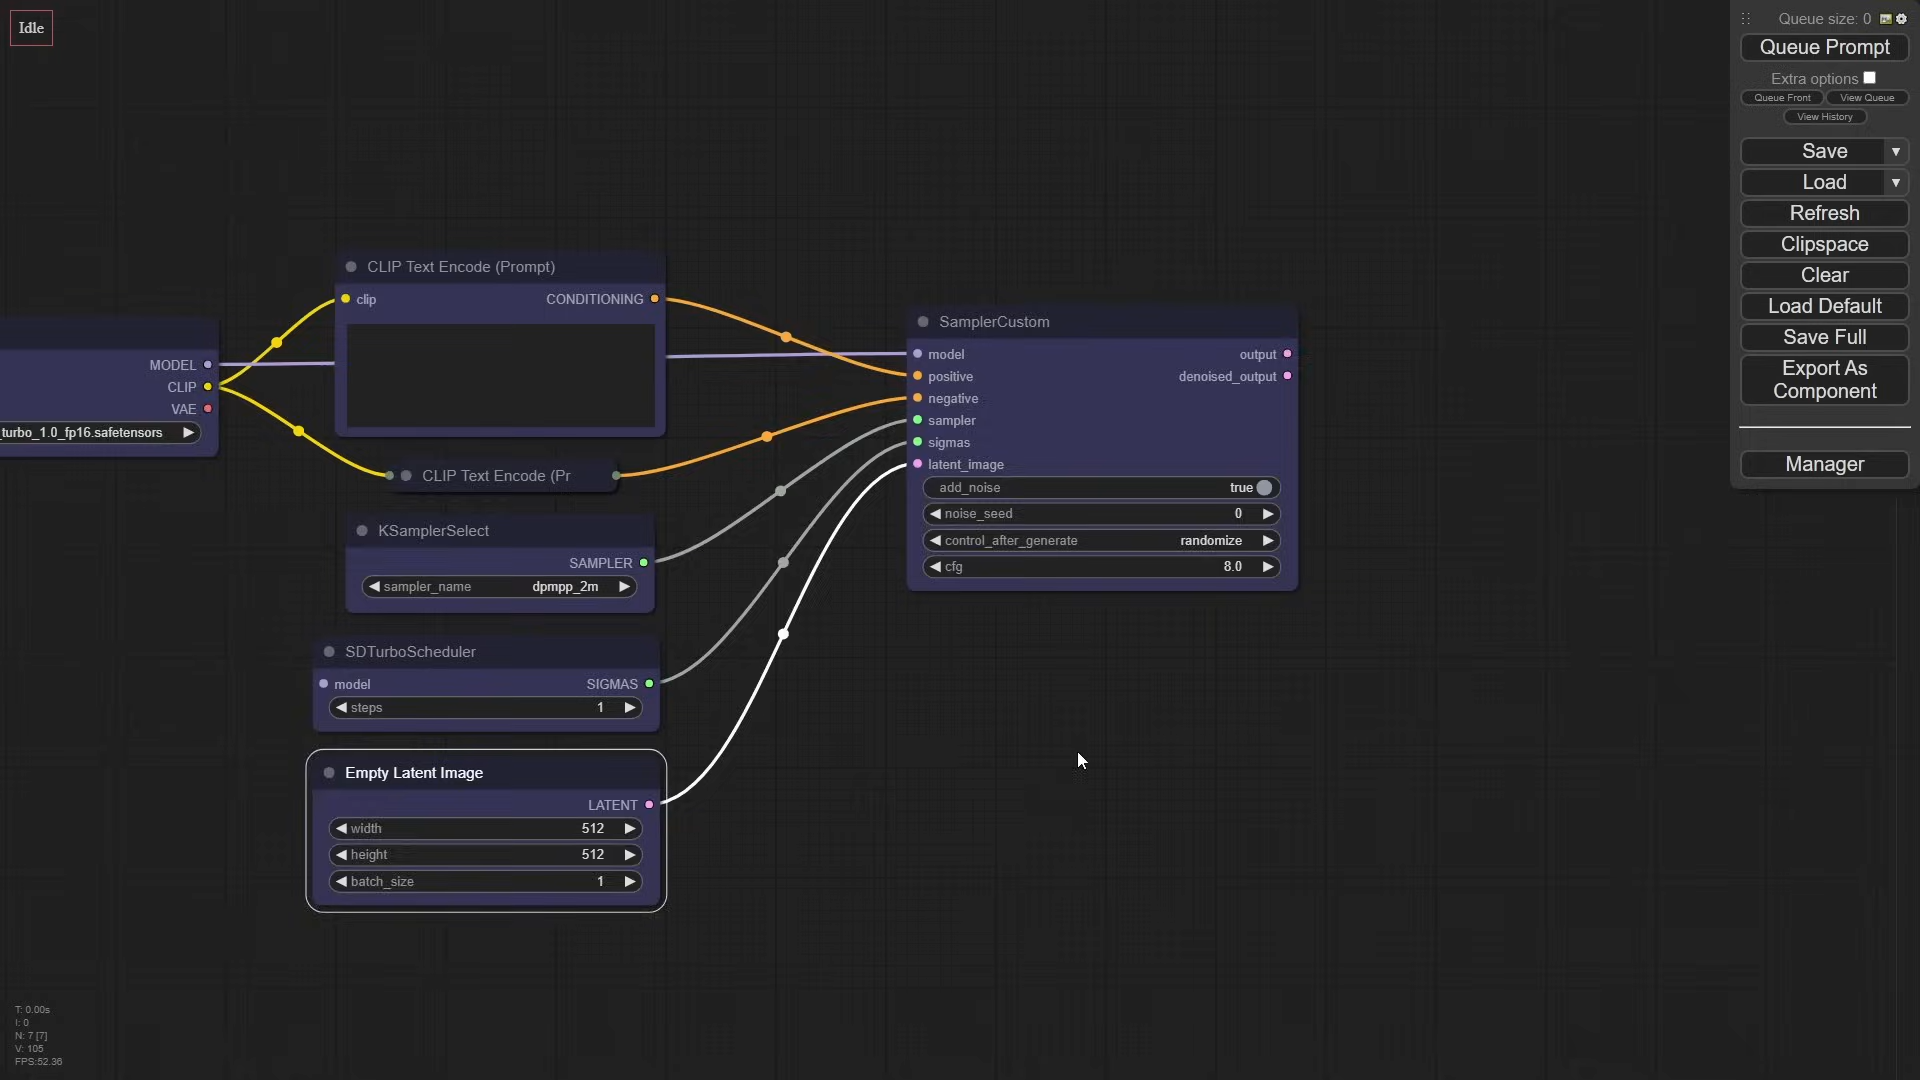 Idle
Queue size: 0
Queue Prompt
Extra options
Queue Front
View Queue
View History
Save
Load
Refresh
Clipspace
Clear
Load Default
Save Full
Export As
Component
Manager
MODEL
CLIP
VAE
_turbo_1.0_fp16.safetensors
CLIP Text Encode (Prompt)
clip
CONDITIONING
CLIP Text Encode (Pr
KSamplerSelect
SAMPLER
sampler_name dpmpp_2m
SDTurboScheduler
model
SIGMAS
steps 1
Empty Latent Image
LATENT
width 512
height 512
batch_size 1
SamplerCustom
model
output
positive
denoised_output
negative
sampler
sigmas
latent_image
add_noise true
noise_seed 0
control_after_generate randomize
cfg 8.0
T: 0.00s
I: 0
N: 7 [7]
V: 105
FPS:52.36